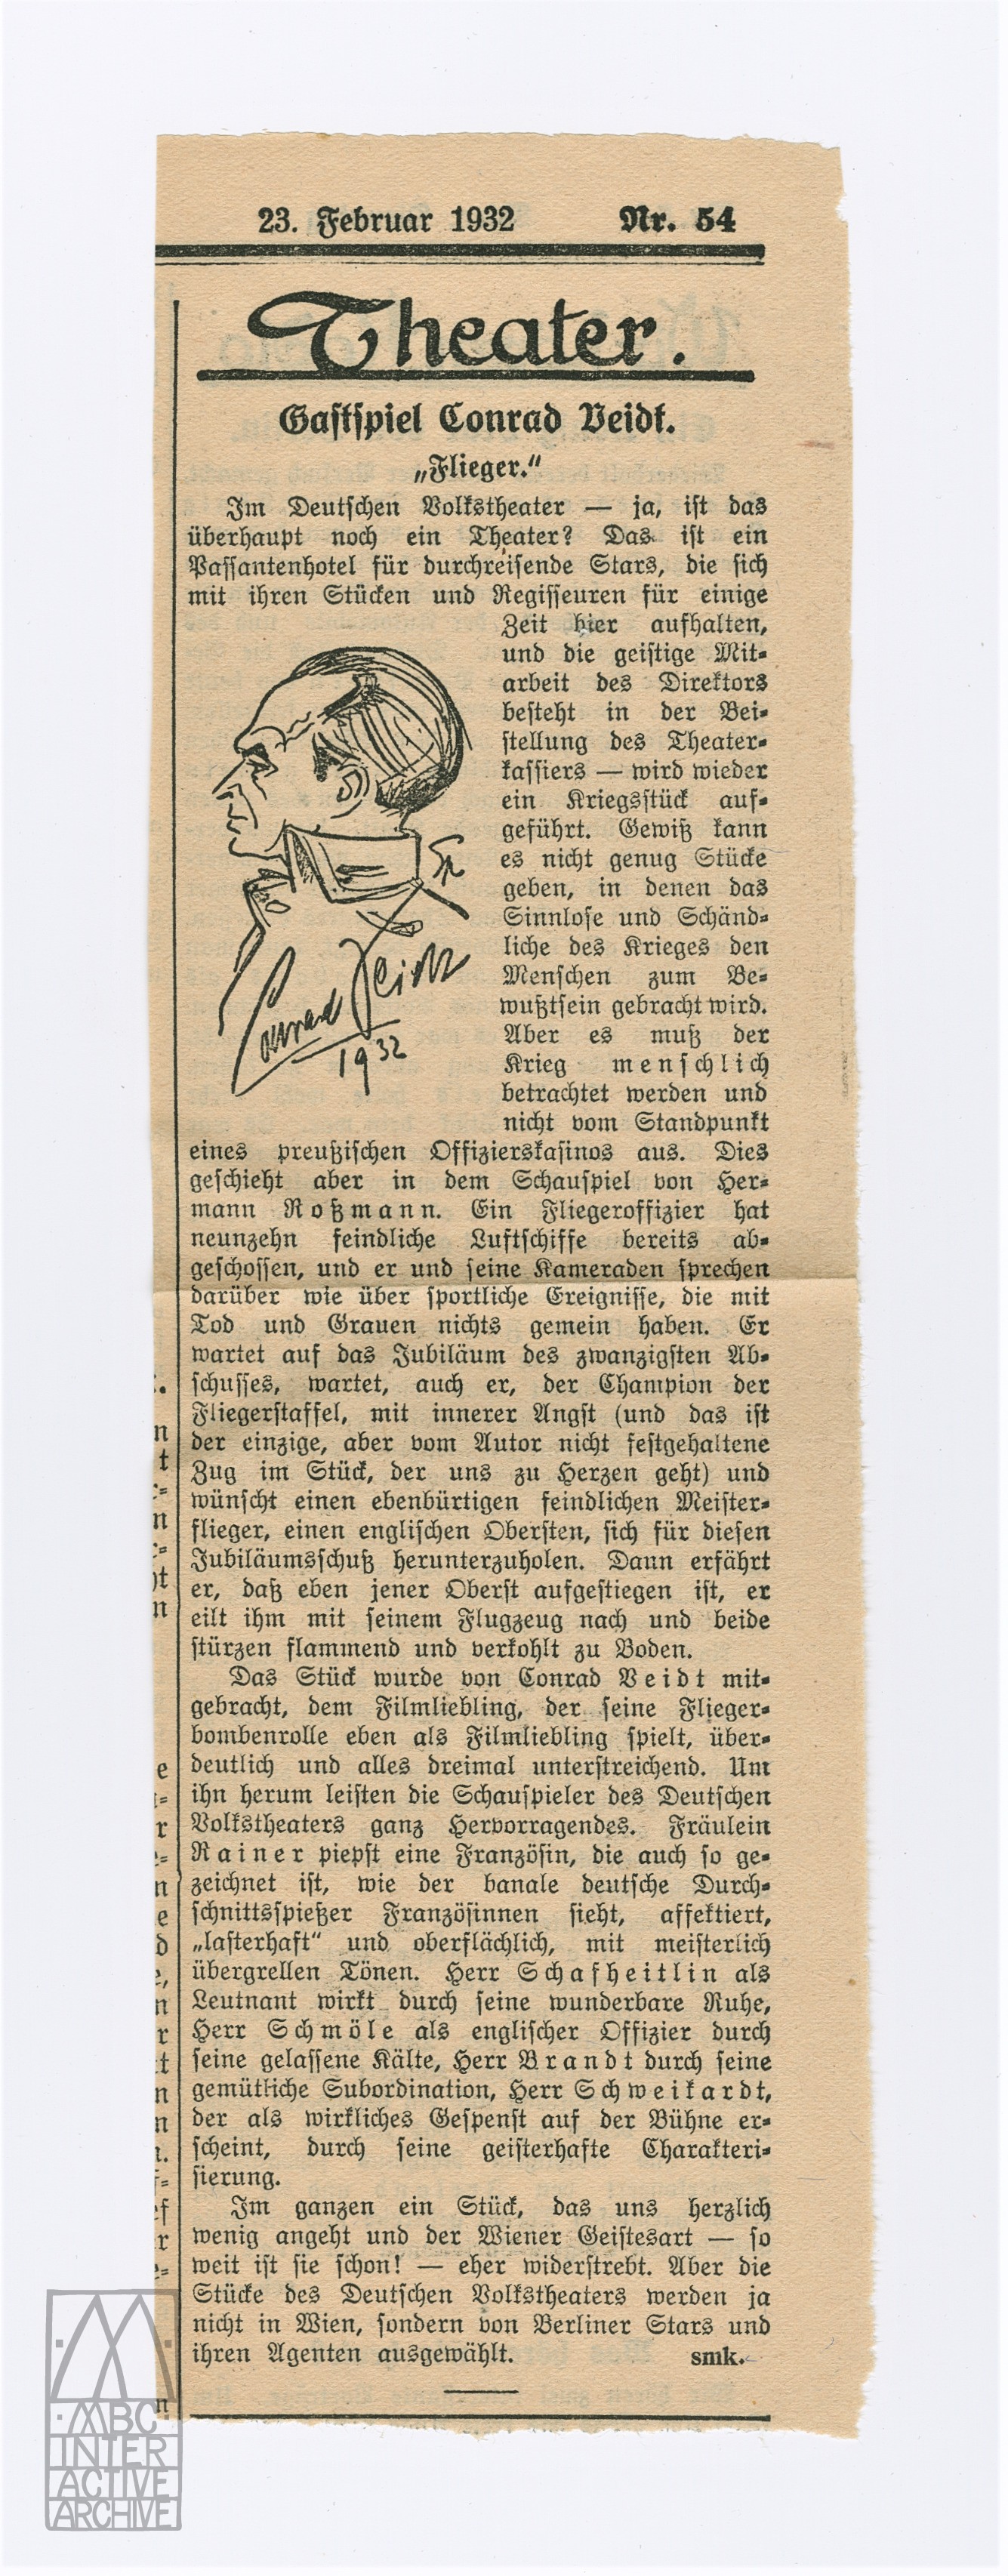 23. Februar 1932 Nr. 54
Theater.
Gastspiel Conrad Veidt.
„Flieger.“
Im Deutschen Volkstheater — ja, ist das
überhaupt noch ein Theater? Das ist ein
Passantenhotel für durchreisende Stars, die sich
mit ihren Stücken und Regisseuren für einige
Zeit hier aufhalten,
und die geistige Mit-
arbeit des Direktors
besteht in der Bei-
stellung des Theater-
kassiers — wird wieder
ein Kriegsstück auf-
geführt. Gewiß kann
es nicht genug Stücke
geben, in denen das
Sinnlose und Schänd-
liche des Krieges den
Menschen zum Be-
wußtsein gebracht wird.
Aber es muß der
Krieg menschlich
betrachtet werden und
nicht vom Standpunkt
eines preußischen Offizierskasinos aus. Dies
geschieht aber in dem Schauspiel von Her-
mann Roßmann. Ein Fliegeroffizier hat
neunzehn feindliche Luftschiffe bereits ab-
geschossen, und er und seine Kameraden sprechen
darüber wie über sportliche Ereignisse, die mit
Tod und Grauen nichts gemein haben. Er
wartet auf das Jubiläum des zwanzigsten Ab-
schusses, wartet, auch er, der Champion der
Fliegerstaffel, mit innerer Angst (und das ist
der einzige, aber vom Autor nicht festgehaltene
Zug im Stück, der uns zu Herzen geht) und
wünscht einen ebenbürtigen feindlichen Meister-
flieger, einen englischen Obersten, sich für diesen
Jubiläumsschuß herunterzuholen. Dann erfährt
er, daß eben jener Oberst aufgestiegen ist, er
eilt ihm mit seinem Flugzeug nach und beide
stürzen flammend und verkohlt zu Boden.
Das Stück wurde von Conrad Veidt mit-
gebracht, dem Filmliebling, der seine Flieger-
bombenrolle eben als Filmliebling spielt, über-
deutlich und alles dreimal unterstreichend. Um
ihn herum leisten die Schauspieler des Deutschen
Volkstheaters ganz Hervorragendes. Fräulein
Rainer piepst eine Französin, die auch so ge-
zeichnet ist, wie der banale deutsche Durch-
schnittsspießer Französinnen sieht, affektiert,
„lasterhaft“ und oberflächlich, mit meisterlich
übergrellen Tönen. Herr Schafheitlin als
Leutnant wirkt durch seine wunderbare Ruhe,
Herr Schmöle als englischer Offizier durch
seine gelassene Kälte, Herr Brandt durch seine
gemütliche Subordination, Herr Schweikardt,
der als wirkliches Gespenst auf der Bühne er-
scheint, durch seine geisterhafte Charakteri-
sierung.
Im ganzen ein Stück, das uns herzlich
wenig angeht und der Wiener Geistesart — so
weit ist sie schon! — eher widerstrebt. Aber die
Stücke des Deutschen Volkstheaters werden ja
nicht in Wien, sondern von Berliner Stars und
ihren Agenten ausgewählt. smk.
Conrad Veidt
1932
MBC
INTER
ACTIVE
ARCHIVE